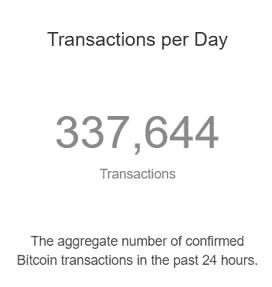 Transactions per Day
337,644
Transactions
The aggregate number of confirmed
Bitcoin transactions in the past 24 hours.